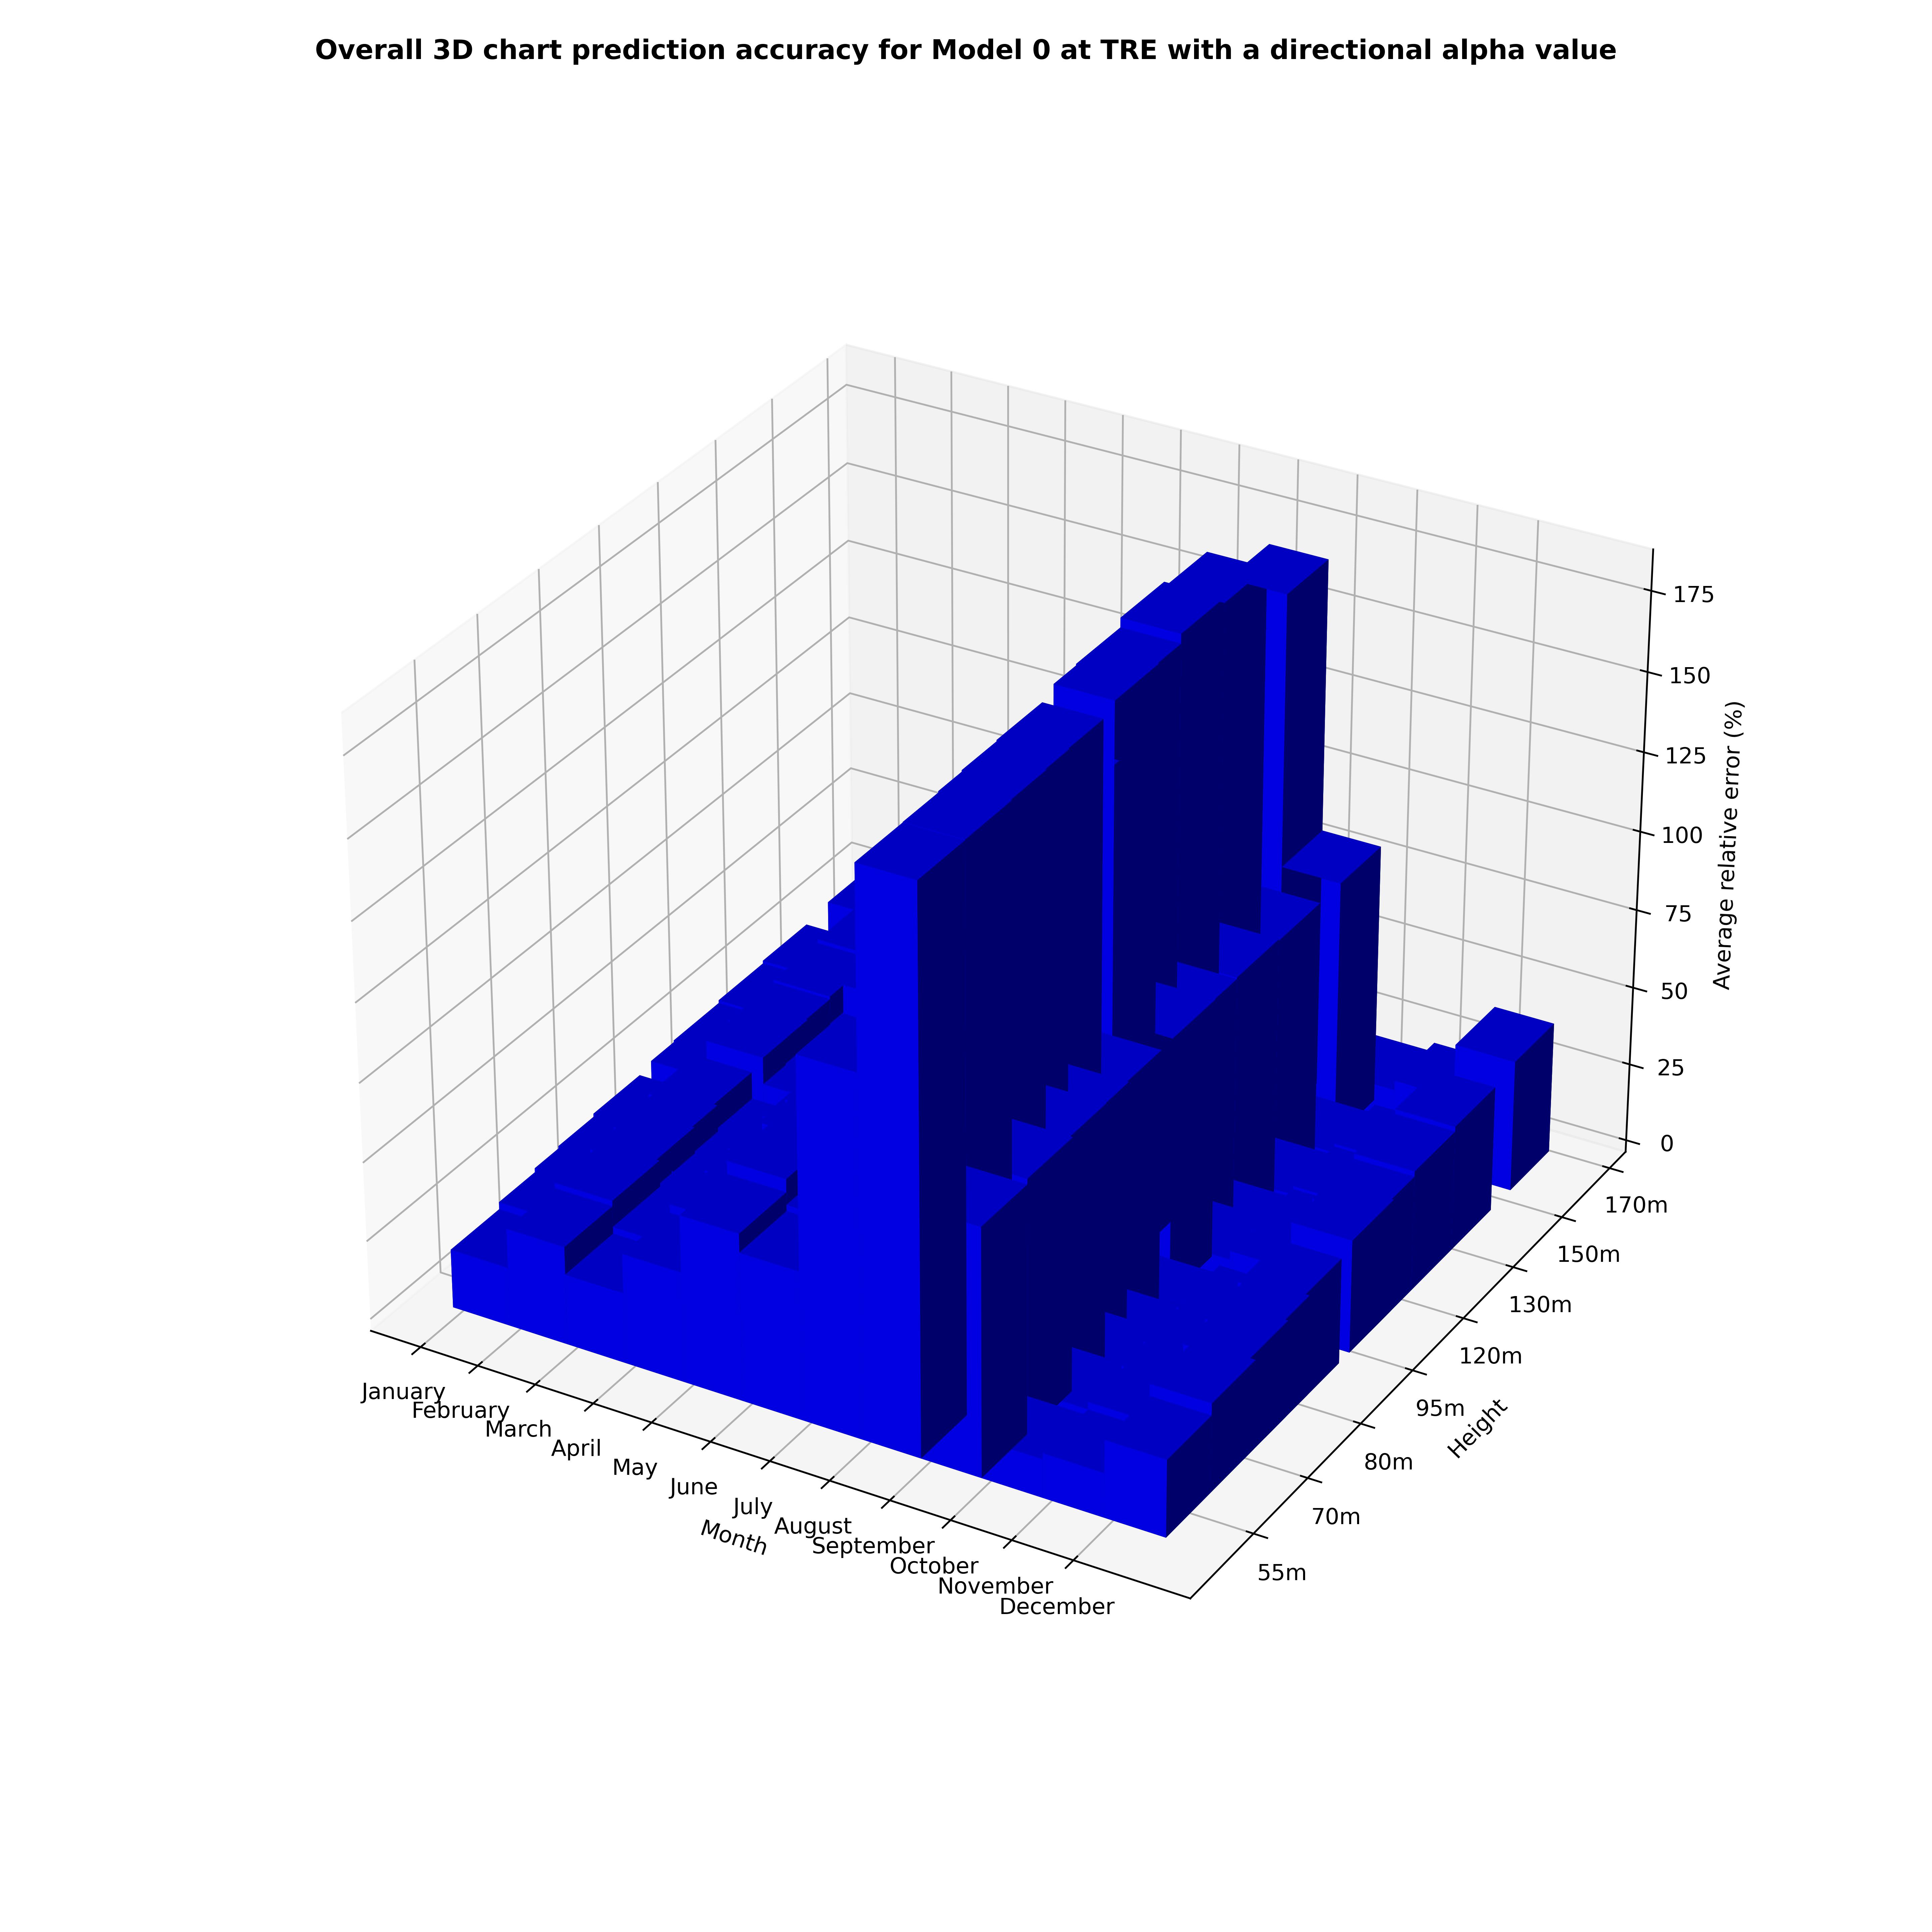 Overall 3D chart prediction accuracy for Model 0 at TRE with a directional alpha value
175
150
125
100
75
50
25
0
Average relative error (%)
170m
150m
130m
120m
95m
80m
70m
55m
Height
January
February
March
April
May
June
July
August
September
October
November
December
Month